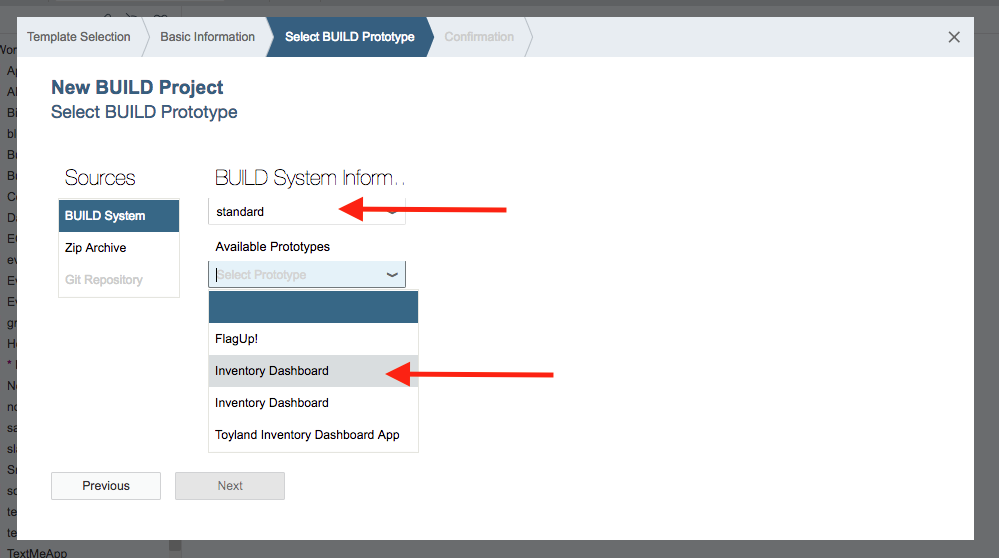 Template Selection
Basic Information
Select BUILD Prototype
Confirmation
New BUILD Project
Select BUILD Prototype
Sources
BUILD System
Zip Archive
Git Repository
BUILD System Inform..
standard
Available Prototypes
Select Prototype
FlagUp!
Inventory Dashboard
Inventory Dashboard
Toyland Inventory Dashboard App
Previous
Next
TextMeApp